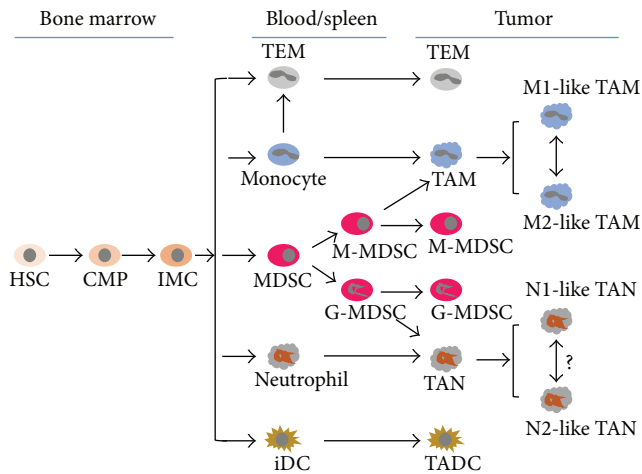 Bone marrow
Blood/spleen
Tumor
TEM
TEM
M1-like TAM
Monocyte
TAM
M2-like TAM
M-MDSC
M-MDSC
HSC
CMP
IMC
MDSC
G-MDSC
G-MDSC
N1-like TAN
?
Neutrophil
TAN
N2-like TAN
iDC
TADC